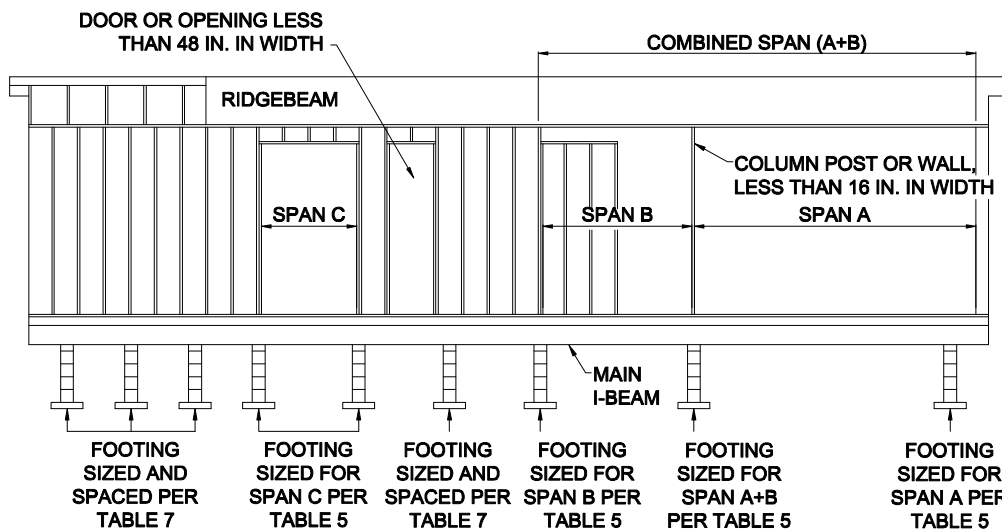 DOOR OR OPENING LESS
THAN 48 IN. IN WIDTH
COMBINED SPAN (A+B)
RIDGEBEAM
COLUMN POST OR WALL,
LESS THAN 16 IN. IN WIDTH
SPAN C
SPAN B
SPAN A
MAIN
I-BEAM
FOOTING
SIZED AND
SPACED PER
TABLE 7
FOOTING
SIZED FOR
SPAN C PER
TABLE 5
FOOTING
SIZED AND
SPACED PER
TABLE 7
FOOTING
SIZED FOR
SPAN B PER
TABLE 5
FOOTING
SIZED FOR
SPAN A+B
PER TABLE 5
FOOTING
SIZED FOR
SPAN A PER
TABLE 5